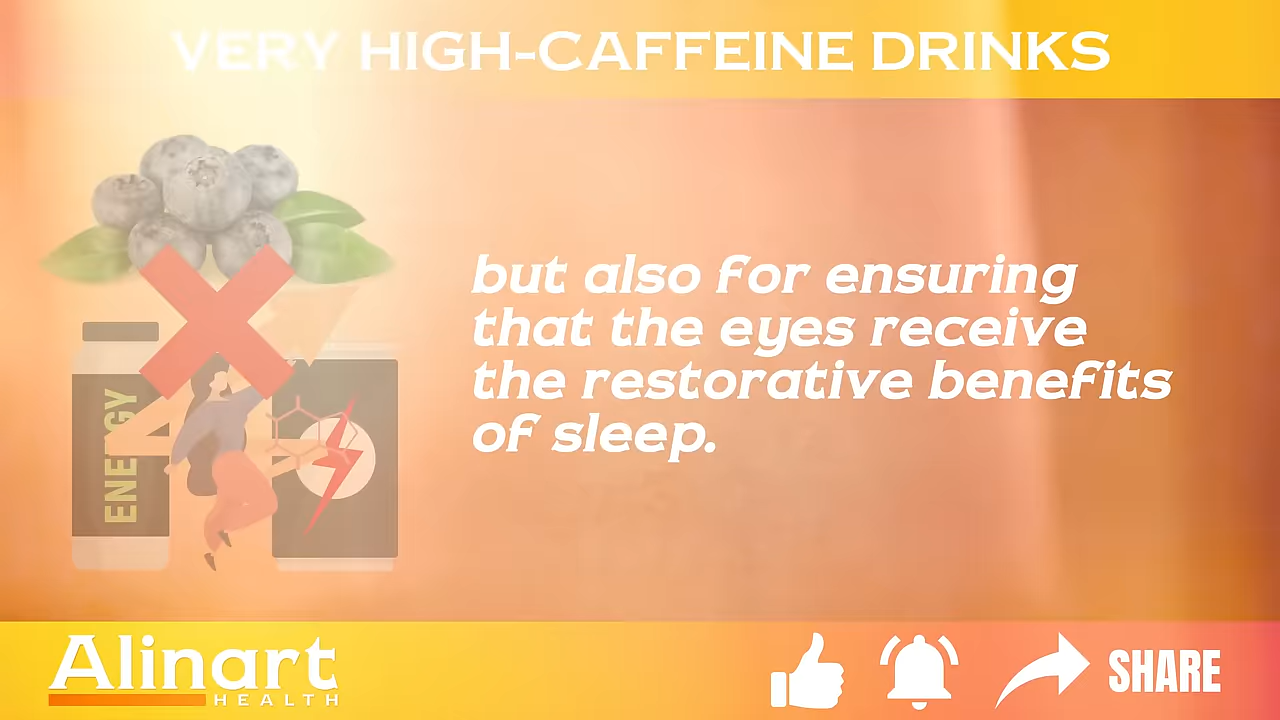 VERY HIGH-CAFFEINE DRINKS
but also for ensuring
that the eyes receive
the restorative benefits
of sleep.
ENERGY
Alinart
HEALTH
SHARE